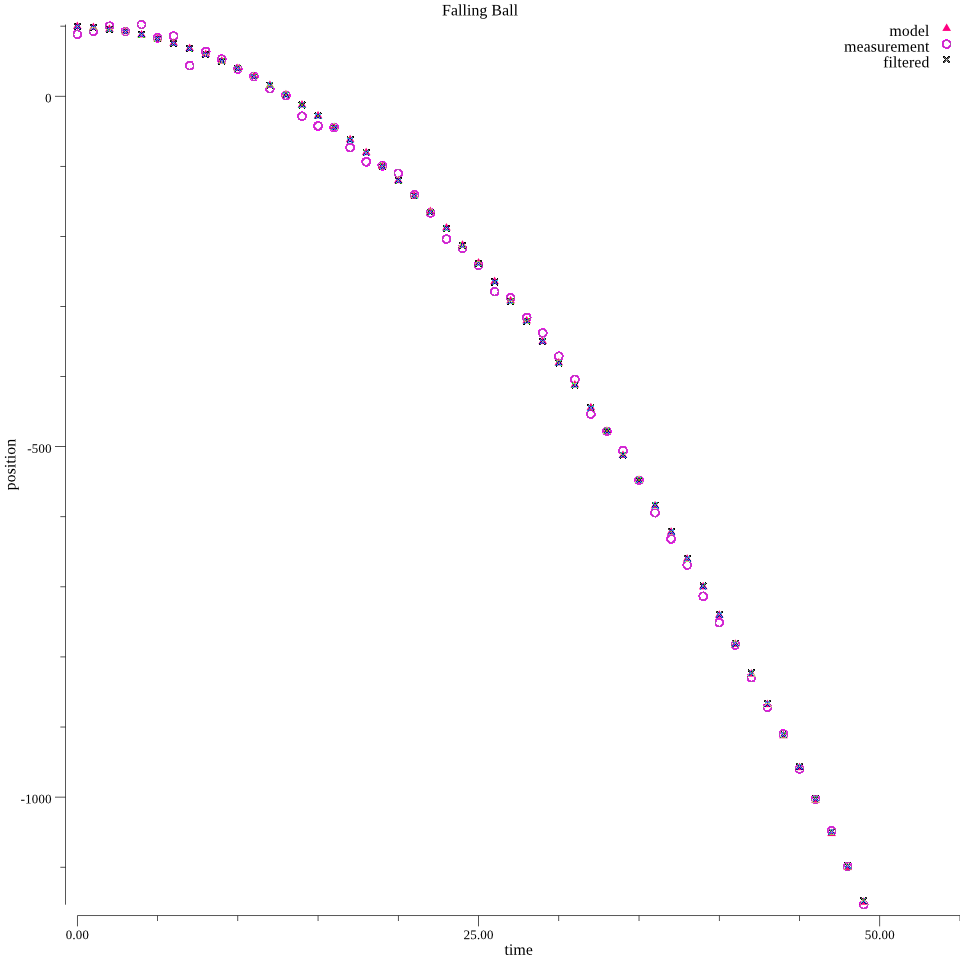 Falling Ball
model
measurement
filtered
0
-500
-1000
position
0.00
25.00
50.00
time